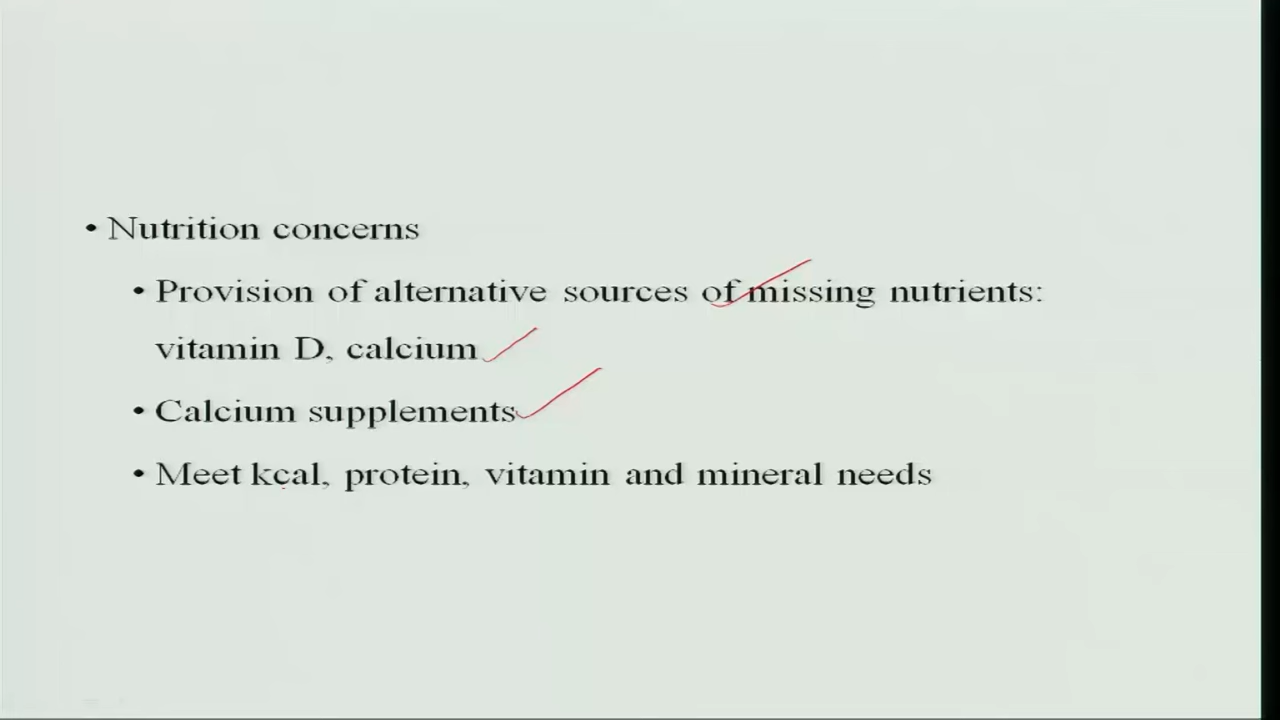 • Nutrition concerns
• Provision of alternative sources of missing nutrients:
vitamin D, calcium
• Calcium supplements
• Meet kcal, protein, vitamin and mineral needs